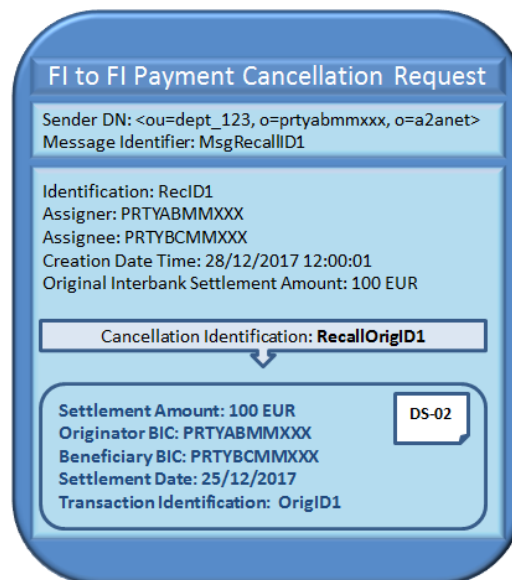 FI to FI Payment Cancellation Request
Sender DN: <ou=dept_123, o=prtyabmmxxx, o=a2anet>
Message Identifier: MsgRecallID1
Identification: RecID1
Assigner: PRTYABMMXXX
Assignee: PRTYBCMMXXX
Creation Date Time: 28/12/2017 12:00:01
Original Interbank Settlement Amount: 100 EUR
Cancellation Identification: RecallOrigID1
Settlement Amount: 100 EUR
Originator BIC: PRTYABMMXXX
Beneficiary BIC: PRTYBCMMXXX
Settlement Date: 25/12/2017
Transaction Identification: OrigID1
DS-02